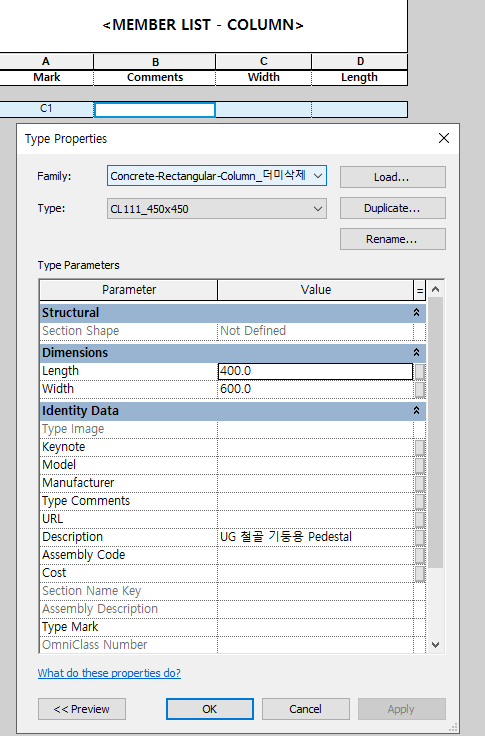 <MEMBER LIST - COLUMN>
A B C D
Mark Comments Width Length
C1
Type Properties
Family: Concrete-Rectangular-Column_더미삭제 Load...
Type: CL111_450x450 Duplicate...
Rename...
Type Parameters
Parameter Value =
Structural
Section Shape Not Defined
Dimensions
Length 400.0
Width 600.0
Identity Data
Type Image
Keynote
Model
Manufacturer
Type Comments
URL
Description UG 철골 기둥용 Pedestal
Assembly Code
Cost
Section Name Key
Assembly Description
Type Mark
OmniClass Number
What do these properties do?
<< Preview OK Cancel Apply